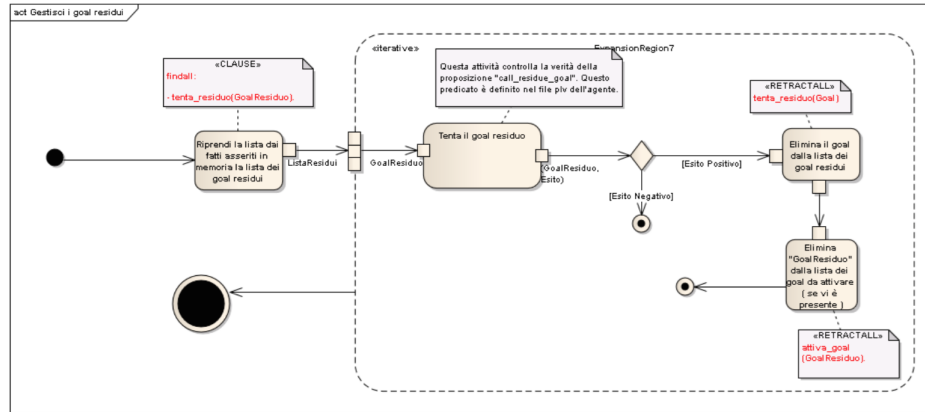 act Gestisci i goal residui
«iterative»
ExpansionRegion7
Questa attività controlla la verità della
proposizione "call_residue_goal". Questo
predicato è definito nel file plv dell'agente.
«CLAUSE»
findall:
- tenta_residuo(GoalResiduo).
«RETRACTALL»
tenta_residuo(Goal)
Riprendi la lista dai
fatti asseriti in
memoria la lista dei
goal residui
ListaResidui
GoalResiduo
Tenta il goal residuo
(GoalResiduo,
Esito)
[Esito Positivo]
[Esito Negativo]
Elimina il goal
dalla lista dei
goal residui
Elimina
"GoalResiduo"
dalla lista dei
goal da attivare
( se vi è
presente )
«RETRACTALL»
attiva_goal
(GoalResiduo).